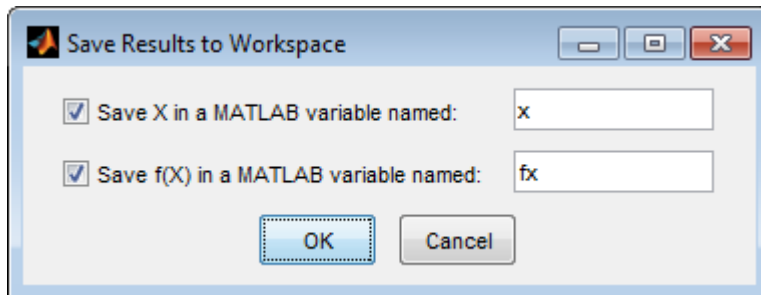 Save Results to Workspace
Save X in a MATLAB variable named: x
Save f(X) in a MATLAB variable named: fx
OK Cancel